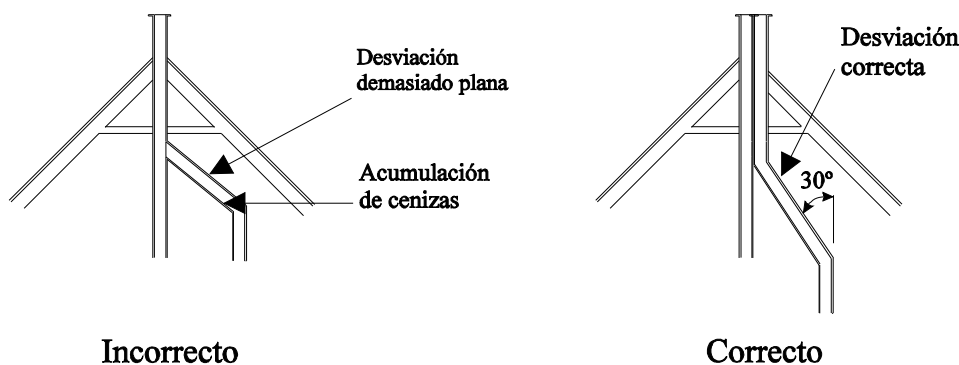 Desviación
demasiado plana
Acumulación
de cenizas
Incorrecto
Desviación
correcta
30º
Correcto